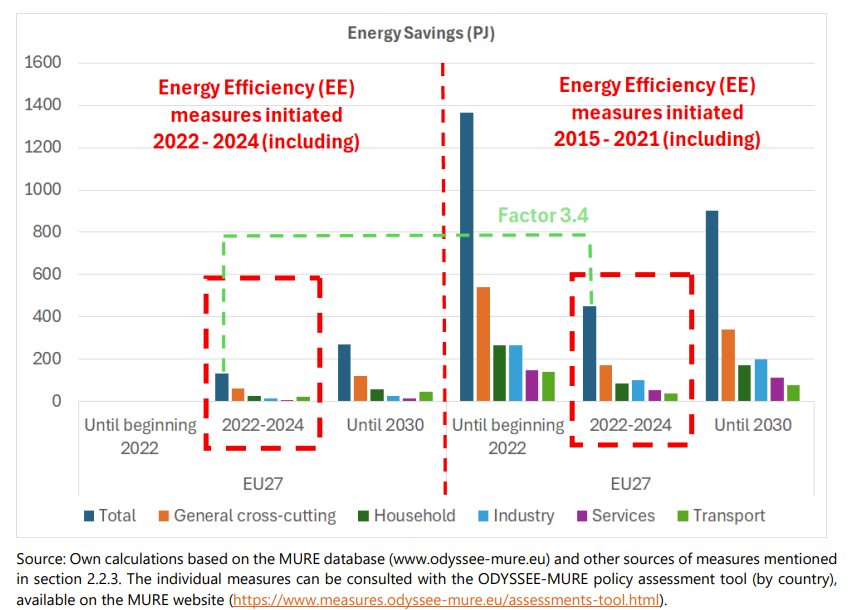 Energy Savings (PJ)
1600
1400
1200
1000
800
600
400
200
0
Energy Efficiency (EE)
measures initiated
2022 - 2024 (including)
Energy Efficiency (EE)
measures initiated
2015 - 2021 (including)
Factor 3.4
Until beginning
2022
2022-2024
Until 2030
Until beginning
2022
2022-2024
Until 2030
EU27
EU27
Total
General cross-cutting
Household
Industry
Services
Transport
Source: Own calculations based on the MURE database (www.odyssee-mure.eu) and other sources of measures mentioned
in section 2.2.3. The individual measures can be consulted with the ODYSSEE-MURE policy assessment tool (by country),
available on the MURE website (https://www.measures.odyssee-mure.eu/assessments-tool.html).